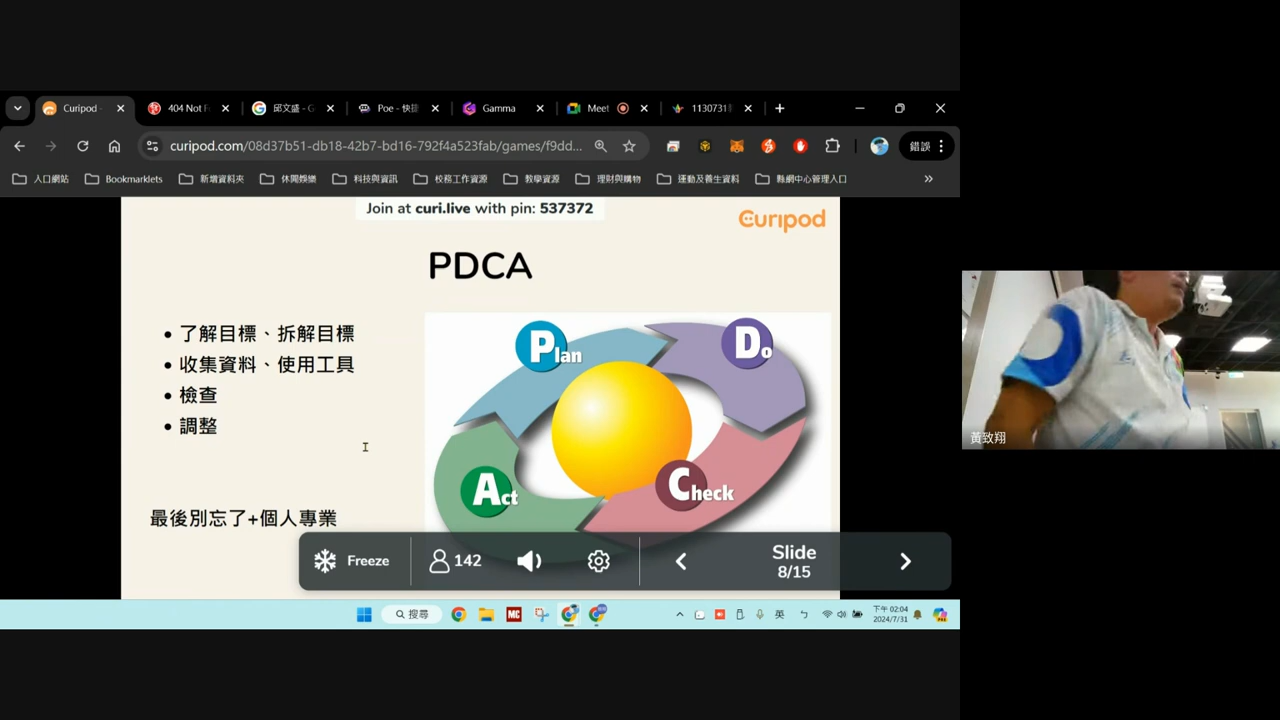 Curipod -
404 Not F
邱文盛 - G
Poe - 快捷
Gamma
Meet
1130731
curipod.com/08d37b51-db18-42b7-bd16-792f4a523fab/games/f9dd...
錯誤
人口網站
Bookmarklets
新增資料夾
休閒娛樂
科技與資訊
校務工作資源
教學資源
理財與購物
運動及養生資料
縣網中心管理入口
Join at curi.live with pin: 537372
Curipod
PDCA
• 了解目標、拆解目標
• 收集資料、使用工具
• 檢查
• 調整
最後別忘了+個人專業
Plan
Do
Act
Check
Freeze
142
Slide
8/15
黃致翔
搜尋
MC
英
下午 02:04
2024/7/31